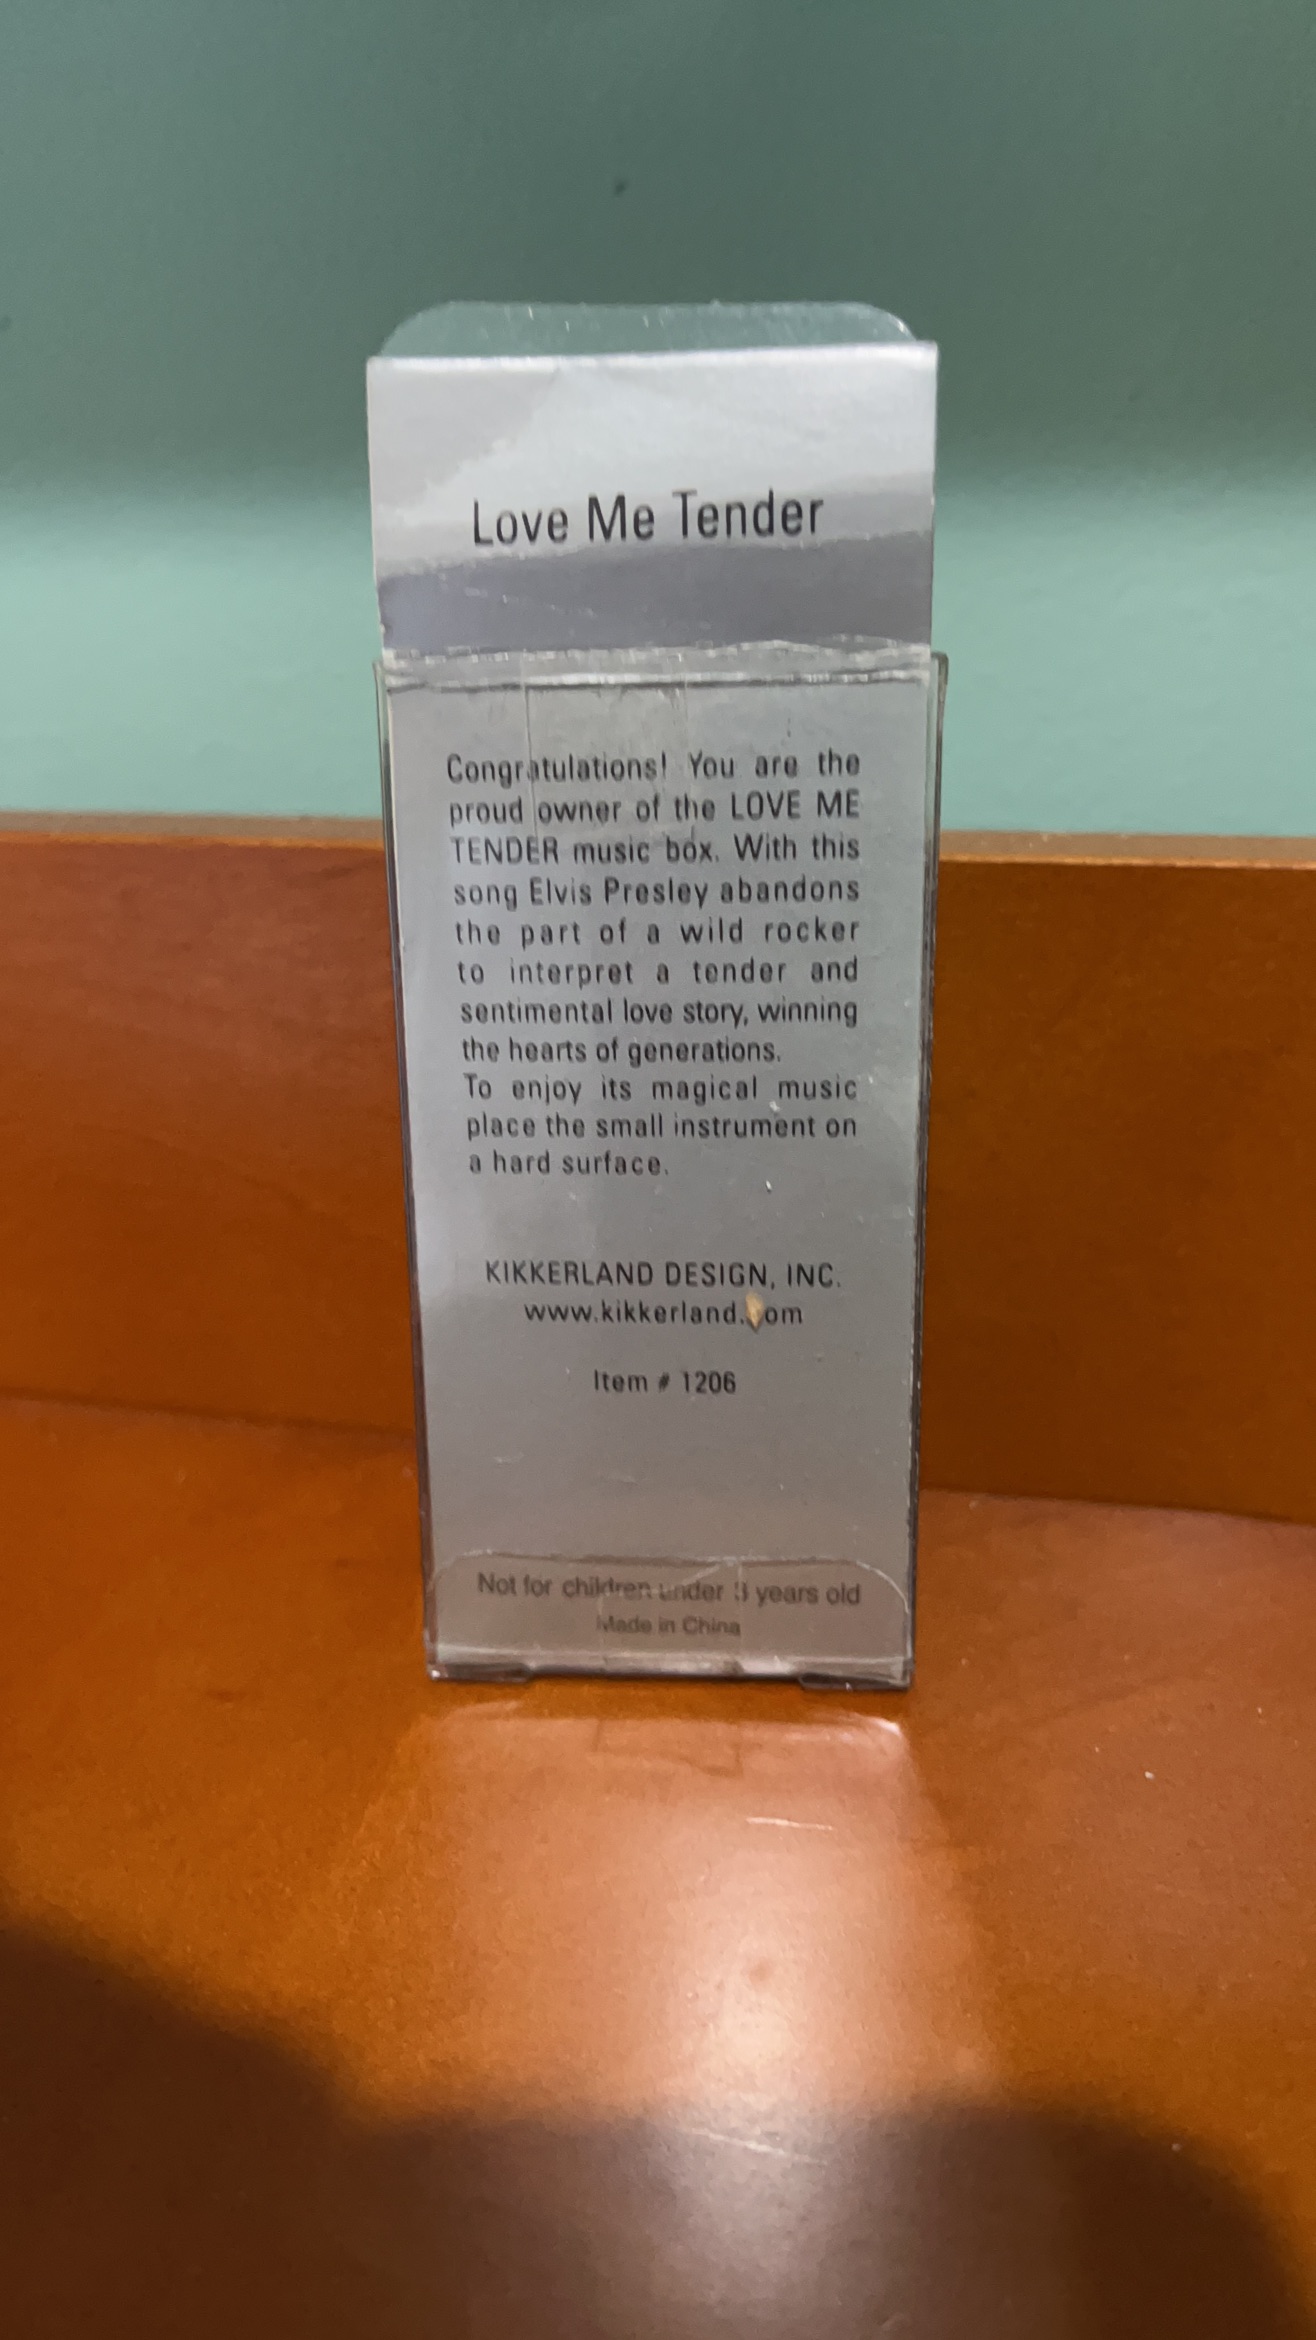 Love Me Tender
Congratulations! You are the
proud owner of the LOVE ME
TENDER music box. With this
song Elvis Presley abandons
the part of a wild rocker
to interpret a tender and
sentimental love story, winning
the hearts of generations.
To enjoy its magical music
place the small instrument on
a hard surface.
KIKKERLAND DESIGN, INC.
www.kikkerland.com
Item # 1206
Not for children under 3 years old
Made in China